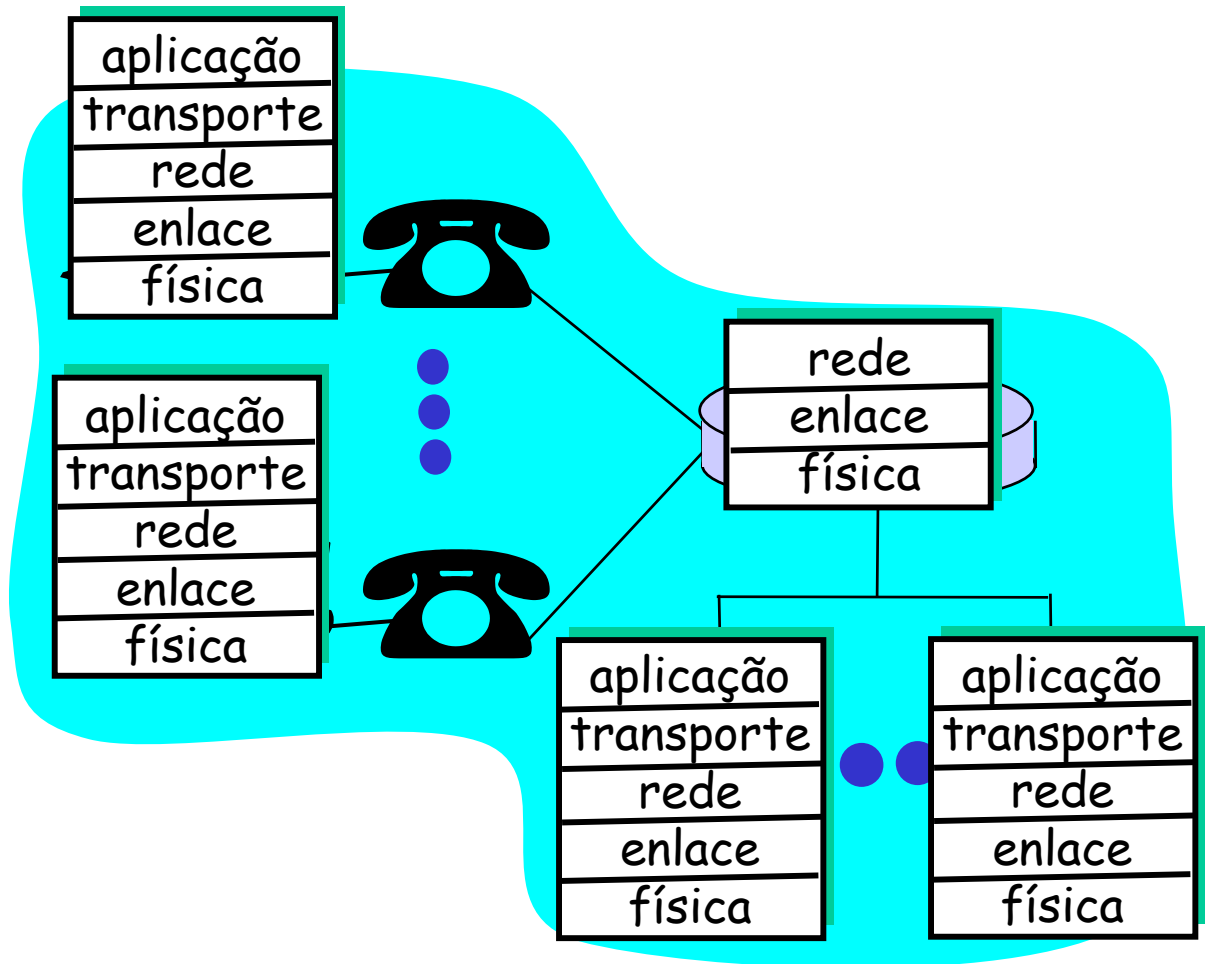 aplicação
transporte
rede
enlace
física
aplicação
transporte
rede
enlace
física
rede
enlace
física
aplicação
transporte
rede
enlace
física
aplicação
transporte
rede
enlace
física